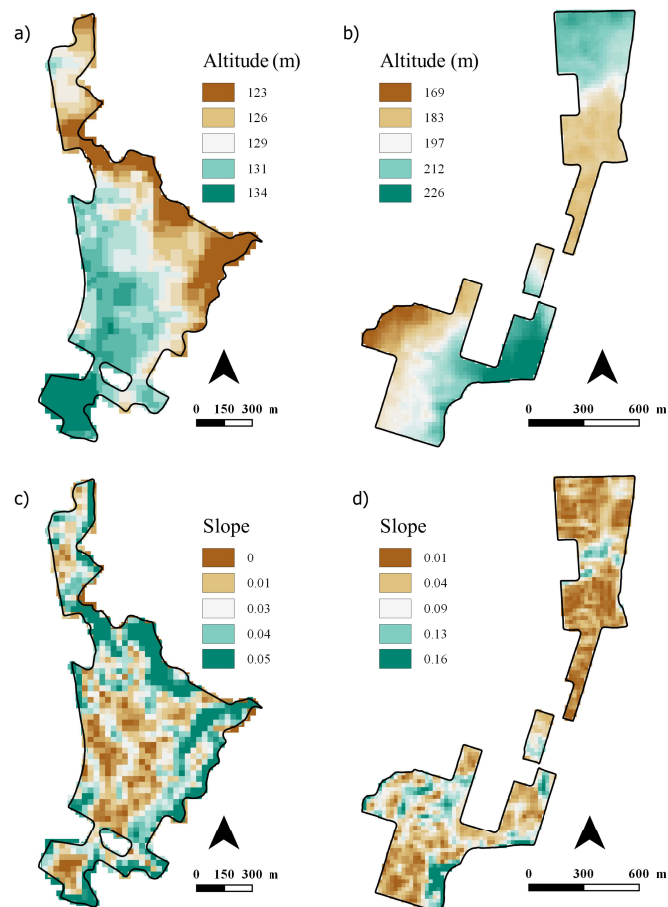 a)
Altitude (m)
123
126
129
131
134
0 150 300 m
b)
Altitude (m)
169
183
197
212
226
0 300 600 m
c)
Slope
0
0.01
0.03
0.04
0.05
0 150 300 m
d)
Slope
0.01
0.04
0.09
0.13
0.16
0 300 600 m